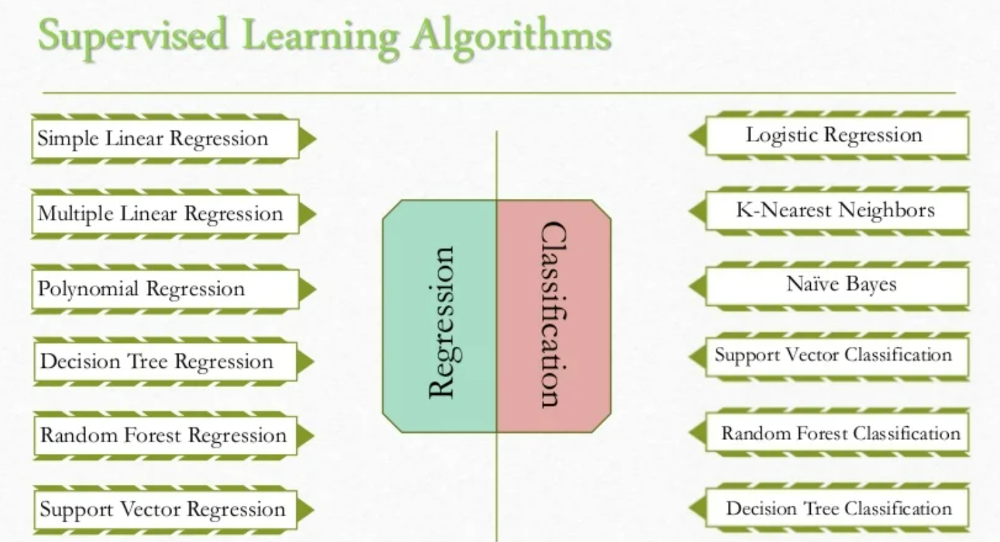 Supervised Learning Algorithms
Simple Linear Regression
Multiple Linear Regression
Polynomial Regression
Decision Tree Regression
Random Forest Regression
Support Vector Regression
Regression
Classification
Logistic Regression
K-Nearest Neighbors
Naïve Bayes
Support Vector Classification
Random Forest Classification
Decision Tree Classification